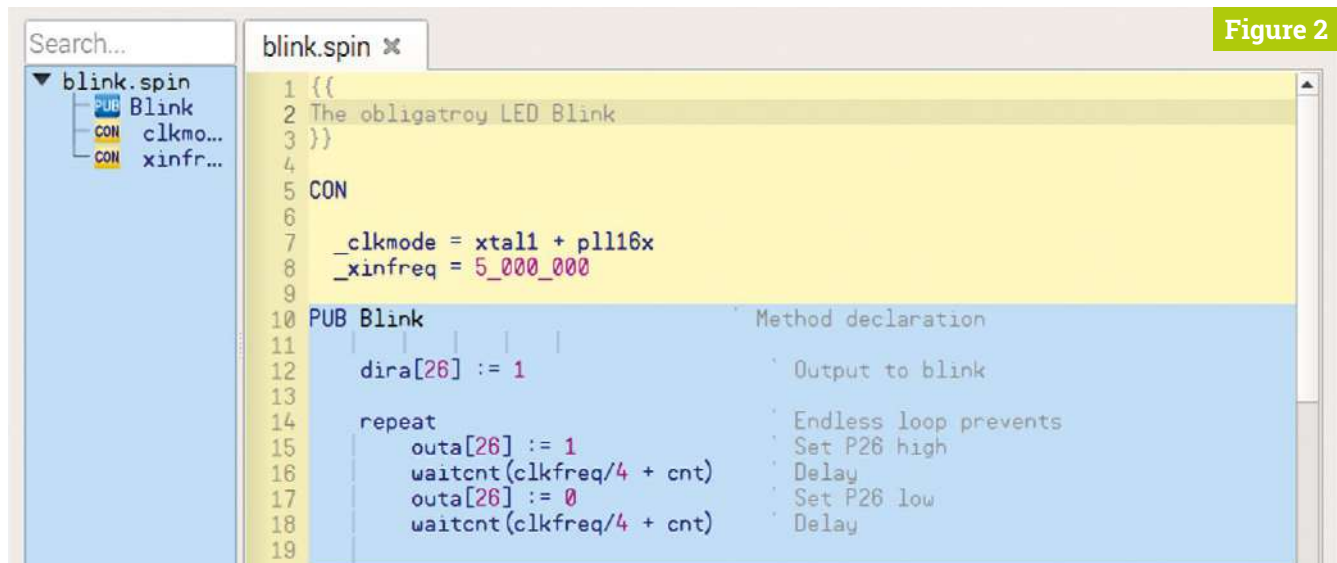 Figure 2
Search...
blink.spin
▼ blink.spin
PUB Blink
CON clkmo...
CON xinfr...
1 {{
2 The obligatroy LED Blink
3 }}
4
5 CON
6
7 _clkmode = xtal1 + pll16x
8 _xinfreq = 5_000_000
9
10 PUB Blink ' Method declaration
11
12 dira[26] := 1 ' Output to blink
13
14 repeat ' Endless loop prevents
15 outa[26] := 1 ' Set P26 high
16 waitcnt(clkfreq/4 + cnt) ' Delay
17 outa[26] := 0 ' Set P26 low
18 waitcnt(clkfreq/4 + cnt) ' Delay
19